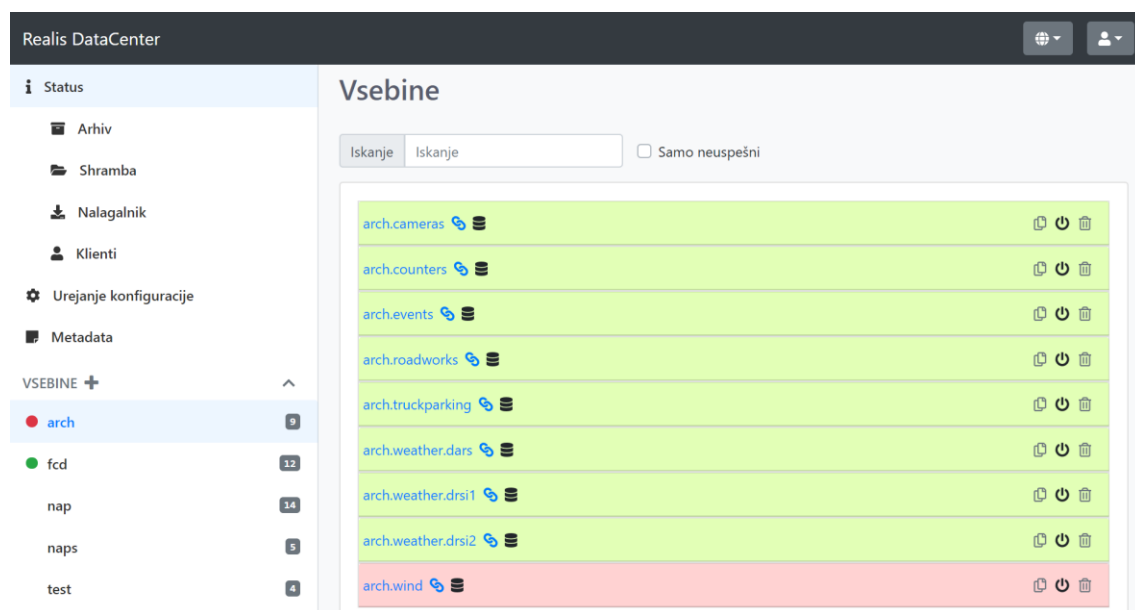 Realis DataCenter
Status
Arhiv
Shramba
Nalagalnik
Klienti
Urejanje konfiguracije
Metadata
VSEBINE
arch 9
fcd 12
nap 14
naps 5
test 4
Vsebine
Iskanje Iskanje Samo neuspešni
arch.cameras
arch.counters
arch.events
arch.roadworks
arch.truckparking
arch.weather.dars
arch.weather.drsi1
arch.weather.drsi2
arch.wind